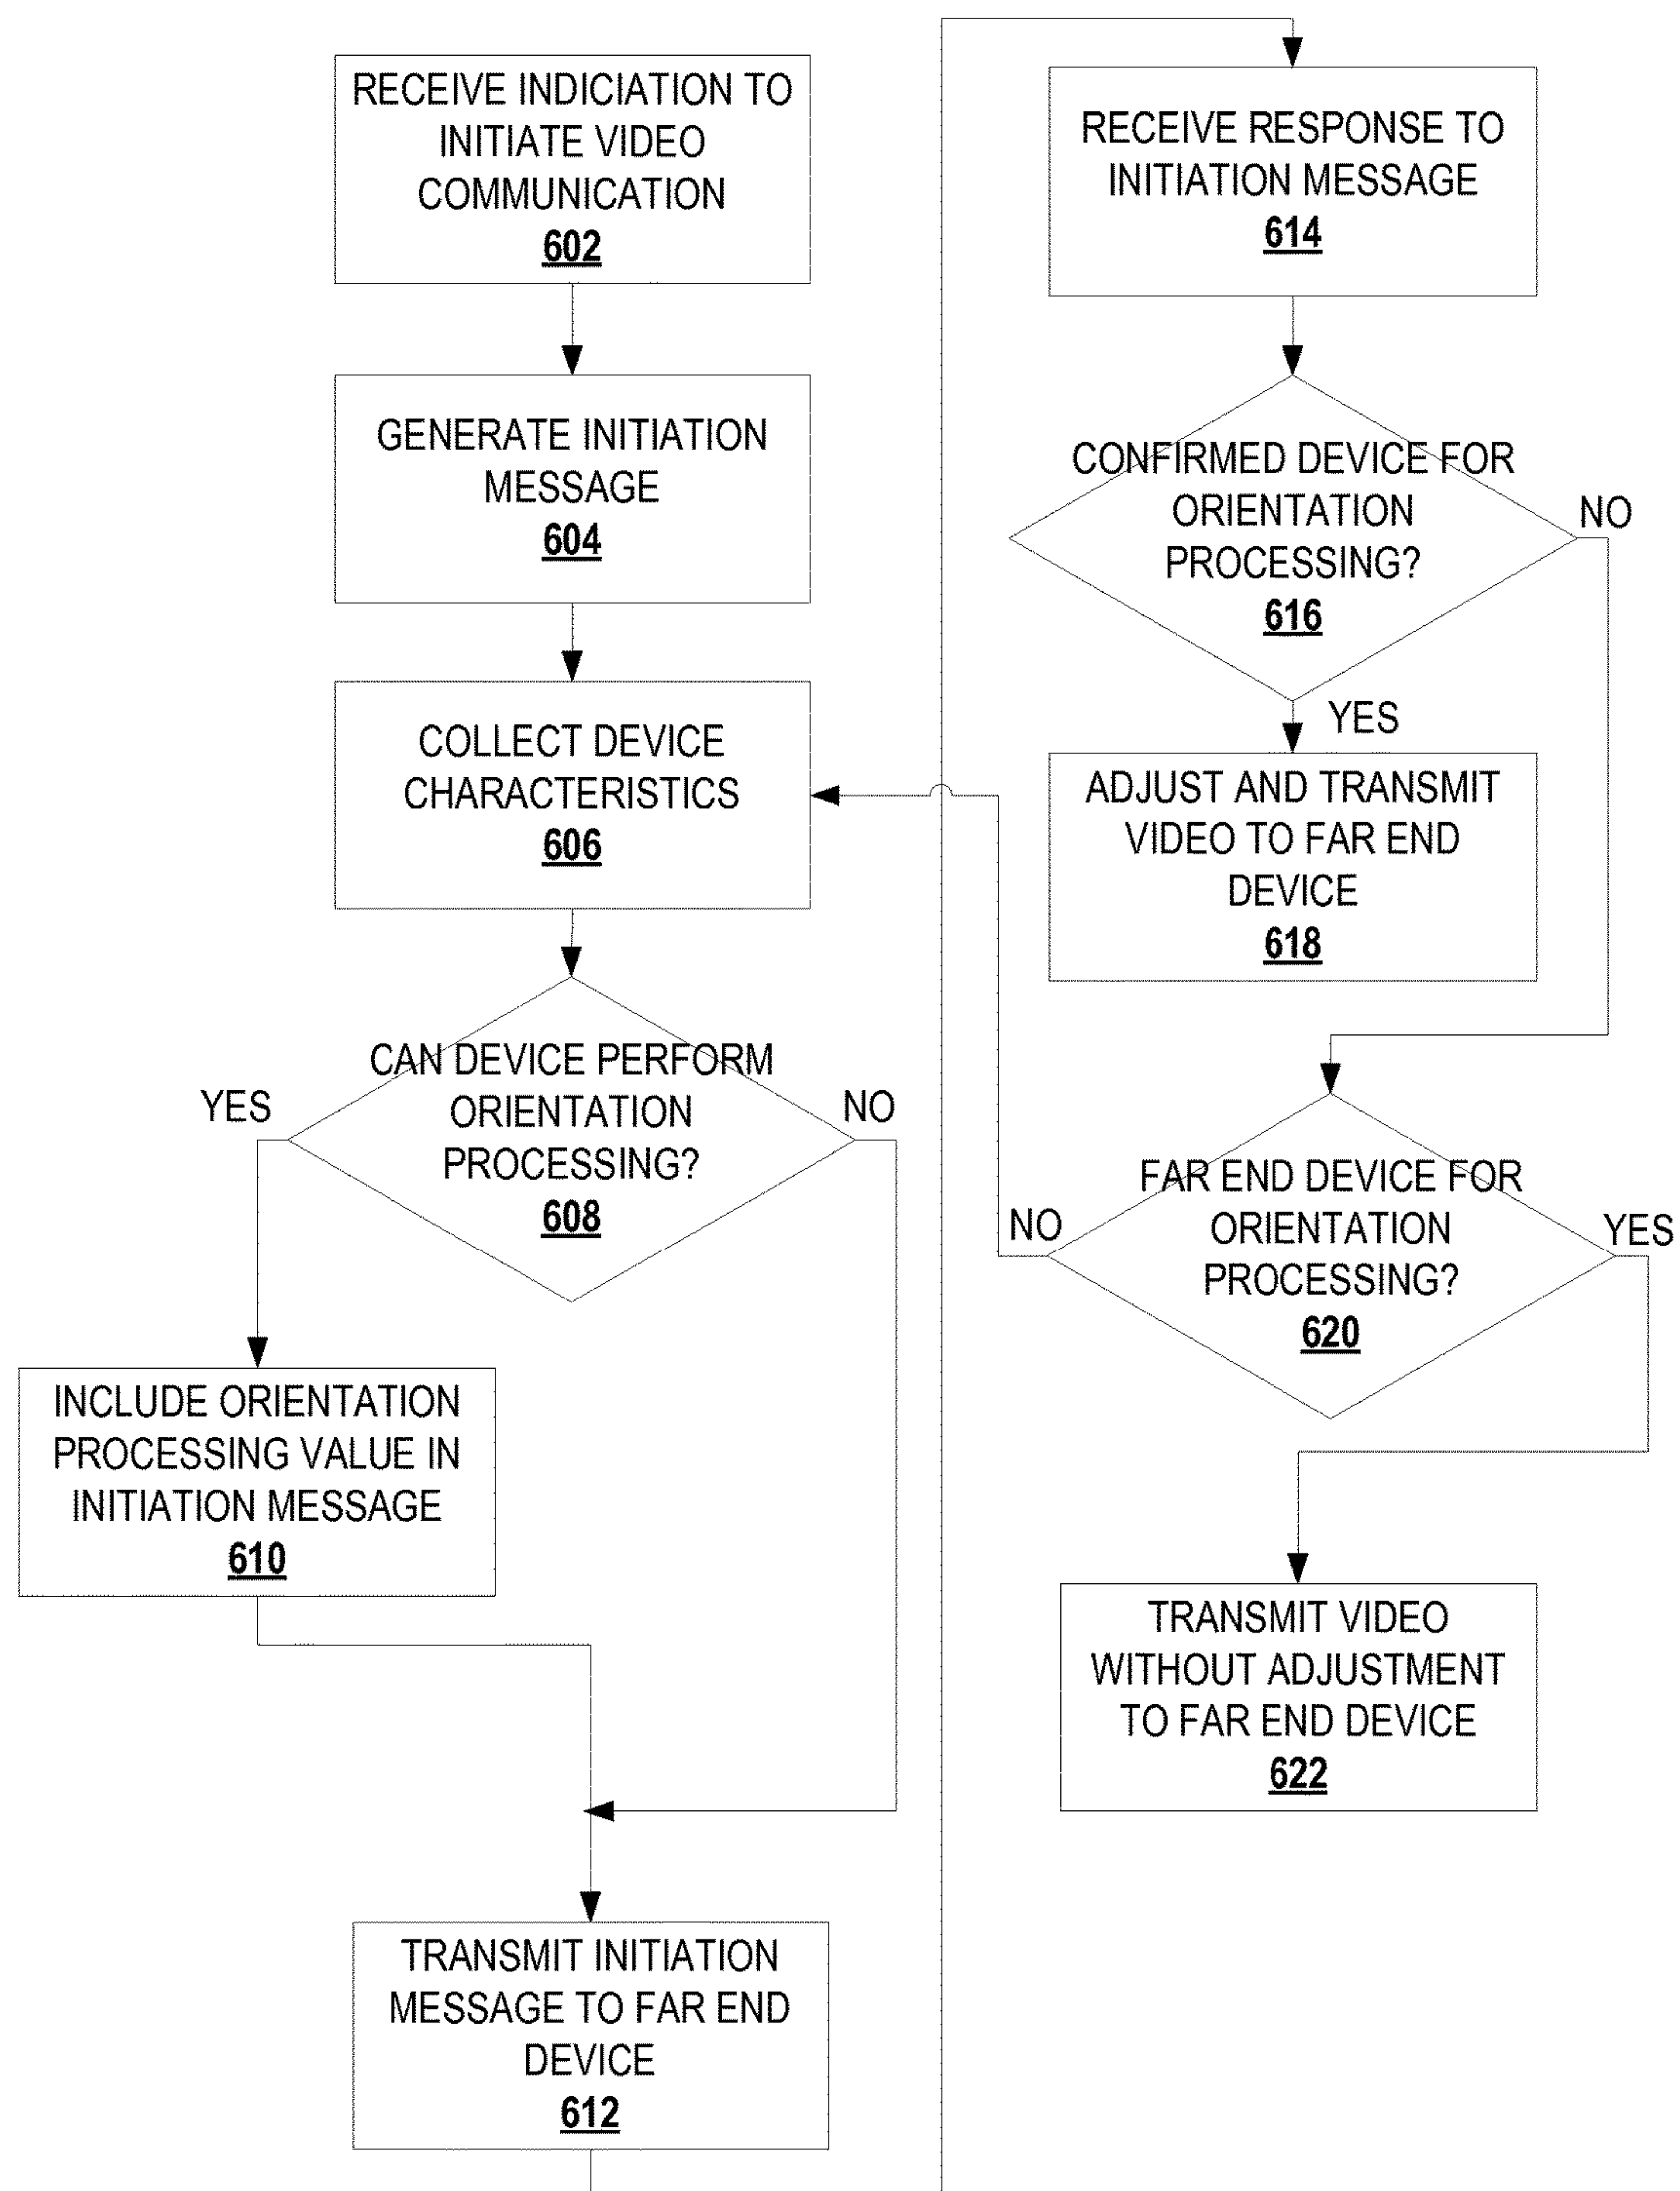 RECEIVE INDICIATION TO
INITIATE VIDEO
COMMUNICATION
602
GENERATE INITIATION
MESSAGE
604
COLLECT DEVICE
CHARACTERISTICS
606
CAN DEVICE PERFORM
ORIENTATION
PROCESSING?
608
YES
NO
INCLUDE ORIENTATION
PROCESSING VALUE IN
INITIATION MESSAGE
610
TRANSMIT INITIATION
MESSAGE TO FAR END
DEVICE
612
RECEIVE RESPONSE TO
INITIATION MESSAGE
614
CONFIRMED DEVICE FOR
ORIENTATION
PROCESSING?
616
NO
YES
ADJUST AND TRANSMIT
VIDEO TO FAR END
DEVICE
618
FAR END DEVICE FOR
ORIENTATION
PROCESSING?
620
NO
YES
TRANSMIT VIDEO
WITHOUT ADJUSTMENT
TO FAR END DEVICE
622